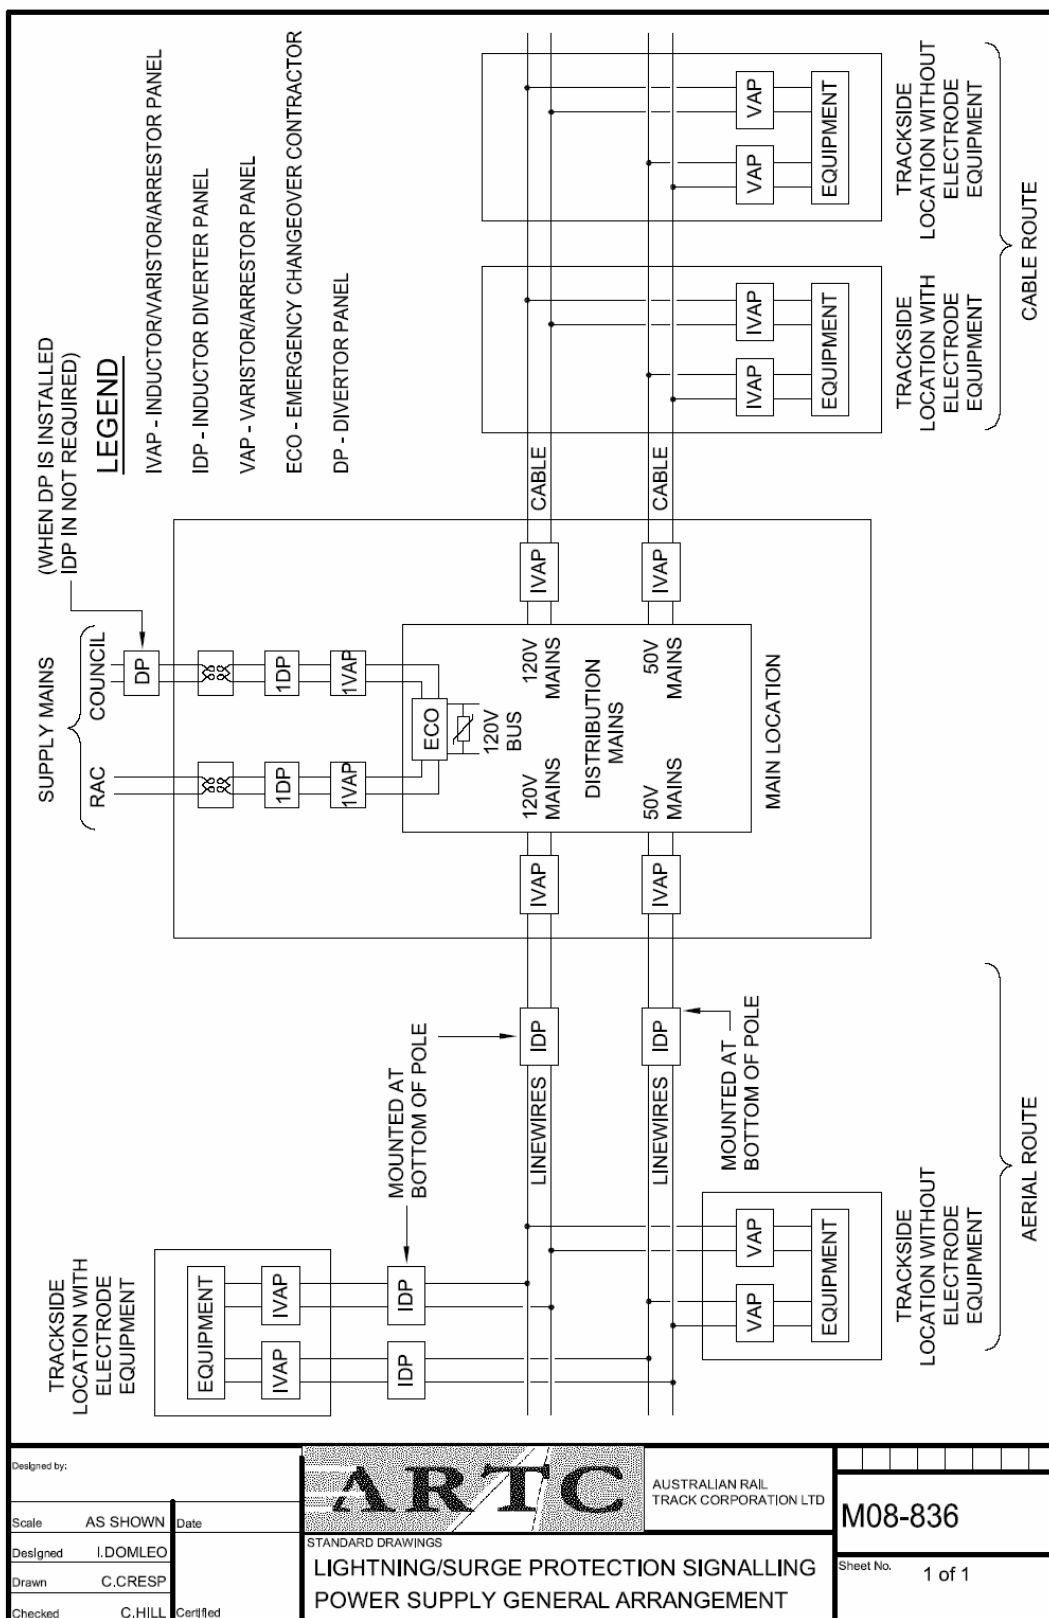 SUPPLY MAINS
RAC
COUNCIL
(WHEN DP IS INSTALLED
IDP IN NOT REQUIRED)
LEGEND
IVAP - INDUCTOR/VARISTOR/ARRESTOR PANEL
IDP - INDUCTOR DIVERTER PANEL
VAP - VARISTOR/ARRESTOR PANEL
ECO - EMERGENCY CHANGEOVER CONTRACTOR
DP - DIVERTOR PANEL
DP
1DP
1DP
1VAP
1VAP
ECO
120V
BUS
120V
MAINS
120V
MAINS
DISTRIBUTION
MAINS
50V
MAINS
50V
MAINS
MAIN LOCATION
IVAP
IVAP
IVAP
IVAP
CABLE
CABLE
IVAP
IVAP
EQUIPMENT
TRACKSIDE
LOCATION WITH
ELECTRODE
EQUIPMENT
VAP
VAP
EQUIPMENT
TRACKSIDE
LOCATION WITHOUT
ELECTRODE
EQUIPMENT
CABLE ROUTE
IDP
IDP
MOUNTED AT
BOTTOM OF POLE
MOUNTED AT
BOTTOM OF POLE
LINEWIRES
LINEWIRES
TRACKSIDE
LOCATION WITH
ELECTRODE
EQUIPMENT
EQUIPMENT
IVAP
IVAP
IDP
IDP
VAP
VAP
EQUIPMENT
TRACKSIDE
LOCATION WITHOUT
ELECTRODE
EQUIPMENT
AERIAL ROUTE
Designed by:
Scale AS SHOWN
Date
Designed I.DOMLEO
Drawn C.CRESP
Checked C.HILL
Certified
ARTC
AUSTRALIAN RAIL
TRACK CORPORATION LTD
STANDARD DRAWINGS
LIGHTNING/SURGE PROTECTION SIGNALLING
POWER SUPPLY GENERAL ARRANGEMENT
M08-836
Sheet No. 1 of 1